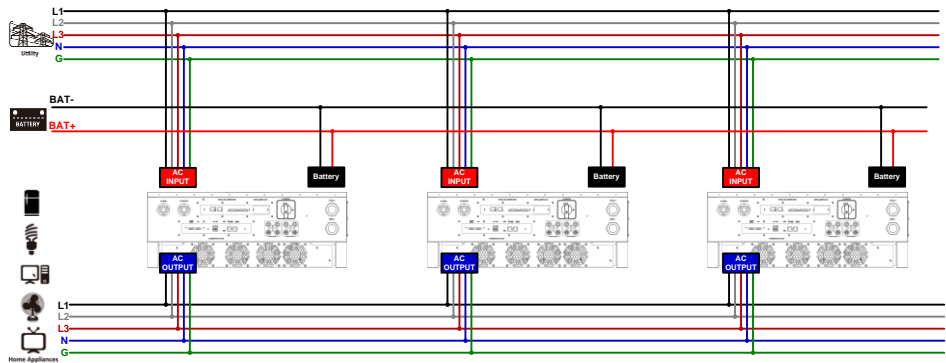 L1
L2
L3
N
G
Utility
BAT-
BATTERY
BAT+
AC
INPUT
Battery
AC
INPUT
Battery
AC
INPUT
Battery
AC
OUTPUT
AC
OUTPUT
AC
OUTPUT
L1
L2
L3
N
G
Home Appliances